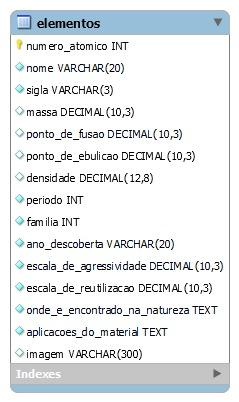 elementos
numero_atomico INT
nome VARCHAR(20)
sigla VARCHAR(3)
massa DECIMAL(10,3)
ponto_de_fusao DECIMAL(10,3)
ponto_de_ebulicao DECIMAL(10,3)
densidade DECIMAL(12,8)
periodo INT
familia INT
ano_descoberta VARCHAR(20)
escala_de_agressividade DECIMAL(10,3)
escala_de_reutilizacao DECIMAL(10,3)
onde_e_encontrado_na_natureza TEXT
aplicacoes_do_material TEXT
imagem VARCHAR(300)
Indexes